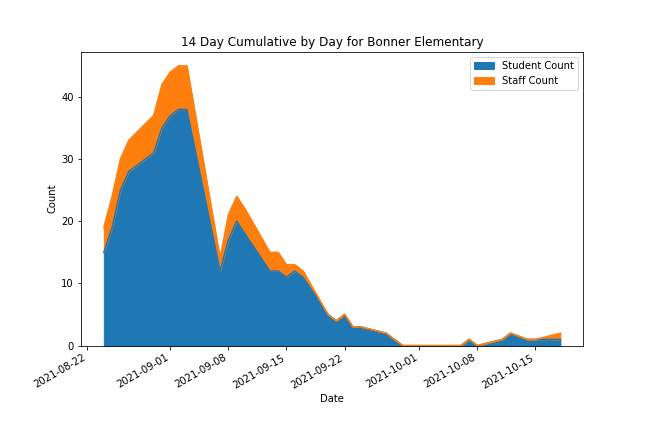 14 Day Cumulative by Day for Bonner Elementary
Student Count
Staff Count
Count
40
30
20
10
0
2021-08-22
2021-09-01
2021-09-08
2021-09-15
2021-09-22
2021-10-01
2021-10-08
2021-10-15
Date